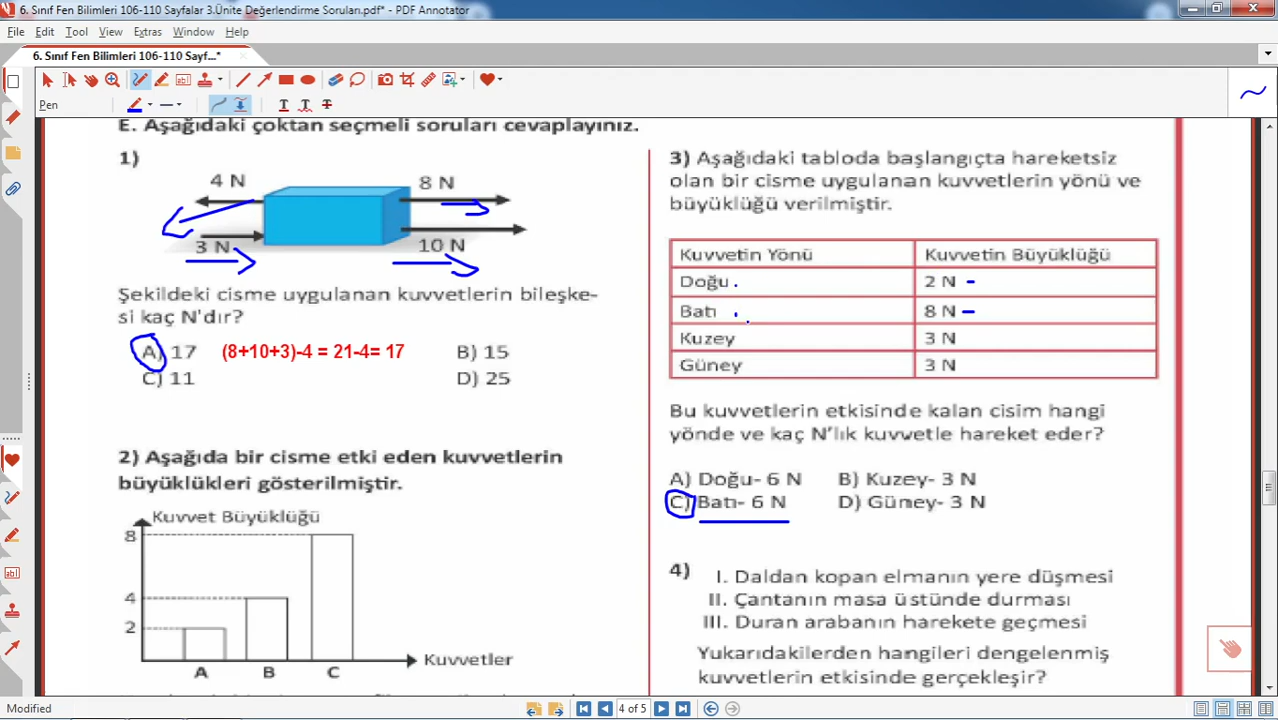 6. Sınıf Fen Bilimleri 106-110 Sayfalar 3.Ünite Değerlendirme Soruları.pdf* - PDF Annotator
File Edit Tool View Extras Window Help
6. Sınıf Fen Bilimleri 106-110 Sayf...*
Pen
E. Aşağıdaki çoktan seçmeli soruları cevaplayınız.
1)
4 N 8 N
3 N 10 N
Şekildeki cisme uygulanan kuvvetlerin bileşke-
si kaç N'dır?
A) 17 (8+10+3)-4 = 21-4= 17 B) 15
C) 11 D) 25
2) Aşağıda bir cisme etki eden kuvvetlerin
büyüklükleri gösterilmiştir.
Kuvvet Büyüklüğü
8
4
2
A B C
Kuvvetler
3) Aşağıdaki tabloda başlangıçta hareketsiz
olan bir cisme uygulanan kuvvetlerin yönü ve
büyüklüğü verilmiştir.
Kuvvetin Yönü Kuvvetin Büyüklüğü
Doğu 2 N
Batı 8 N
Kuzey 3 N
Güney 3 N
Bu kuvvetlerin etkisinde kalan cisim hangi
yönde ve kaç N'lık kuvvetle hareket eder?
A) Doğu- 6 N B) Kuzey- 3 N
C) Batı- 6 N D) Güney- 3 N
4)
I. Daldan kopan elmanın yere düşmesi
II. Çantanın masa üstünde durması
III. Duran arabanın harekete geçmesi
Yukarıdakilerden hangileri dengelenmiş
kuvvetlerin etkisinde gerçekleşir?
Modified 4 of 5